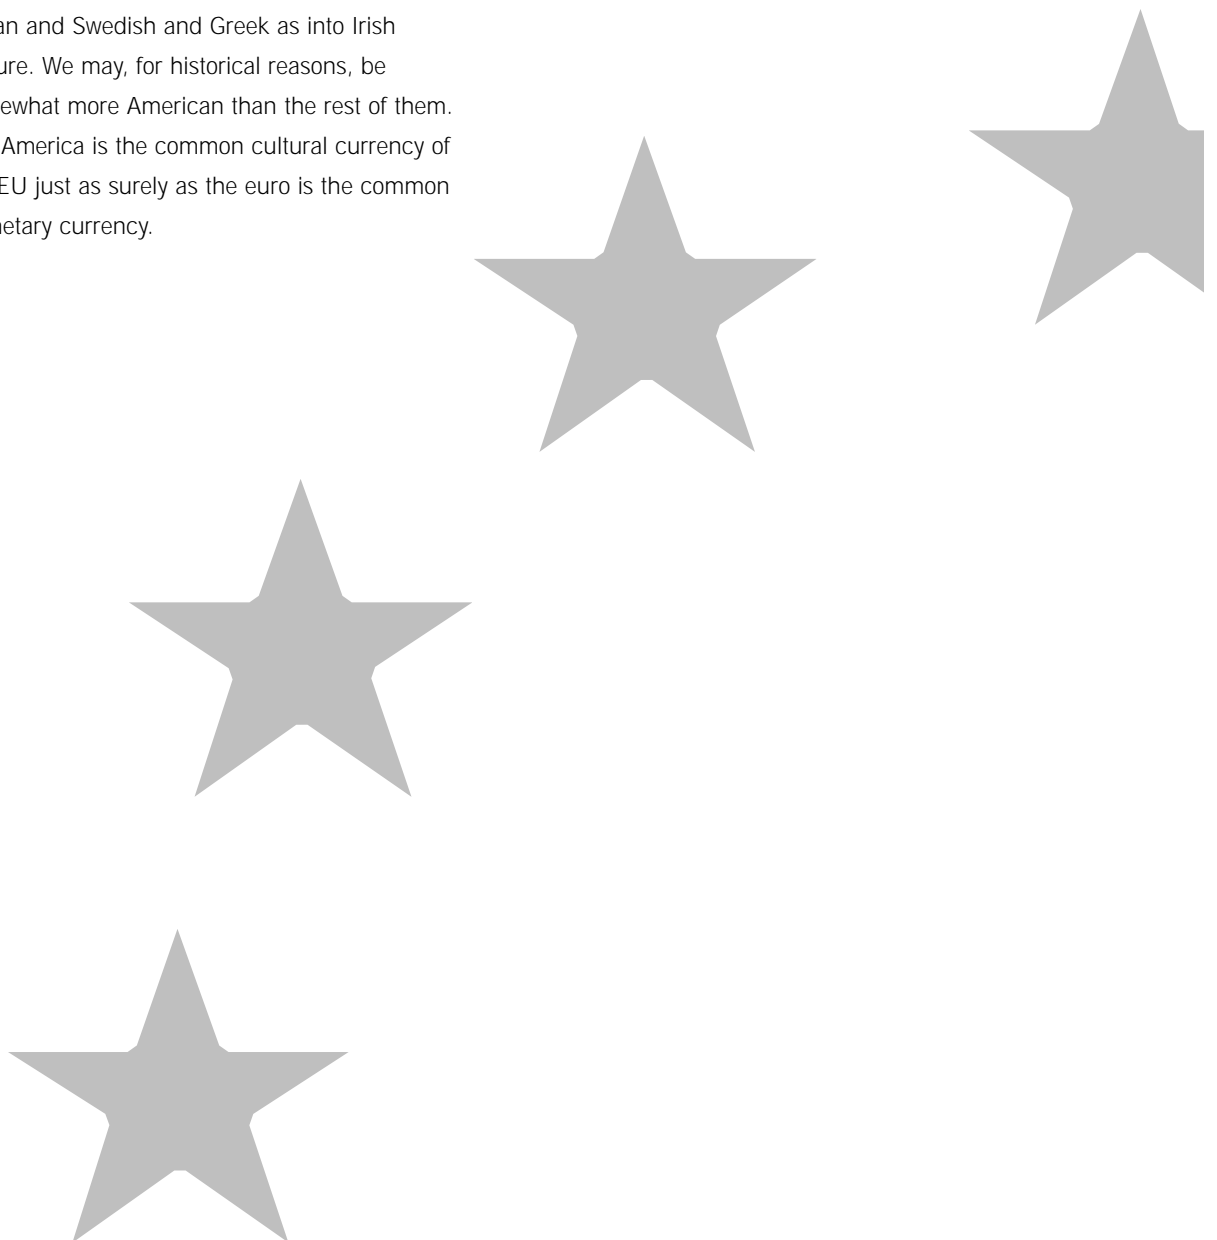 an and Swedish and Greek as into Irish
ure. We may, for historical reasons, be
ewhat more American than the rest of them.
America is the common cultural currency of
EU just as surely as the euro is the common
etary currency.